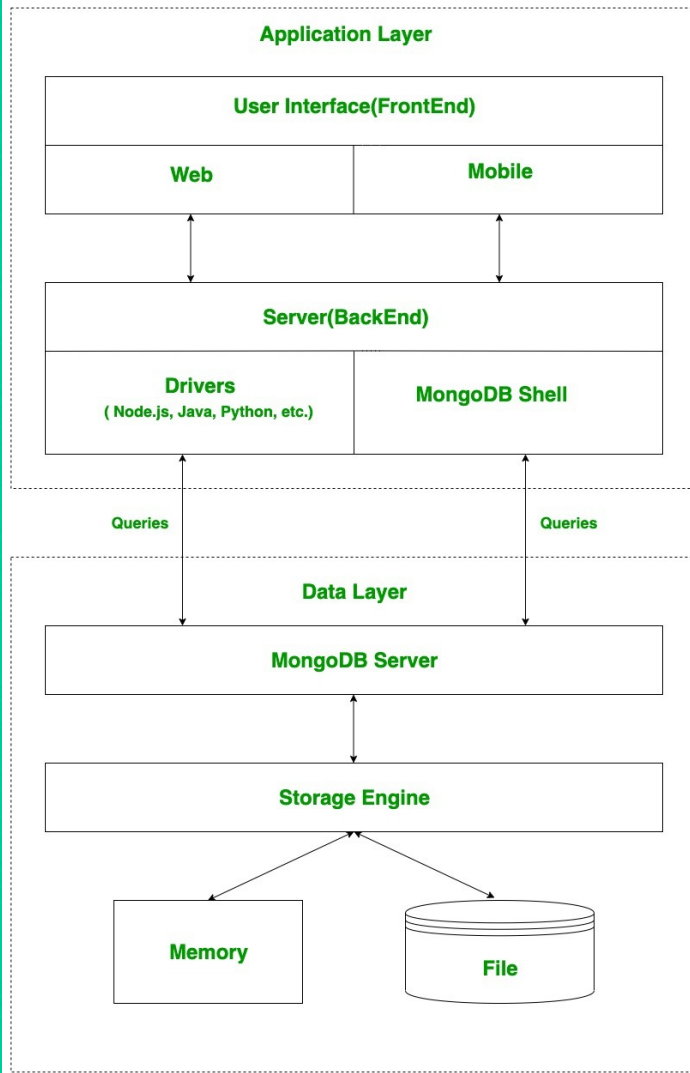 Application Layer
User Interface(FrontEnd)
Web
Mobile
Server(BackEnd)
Drivers
( Node.js, Java, Python, etc.)
MongoDB Shell
Queries
Queries
Data Layer
MongoDB Server
Storage Engine
Memory
File